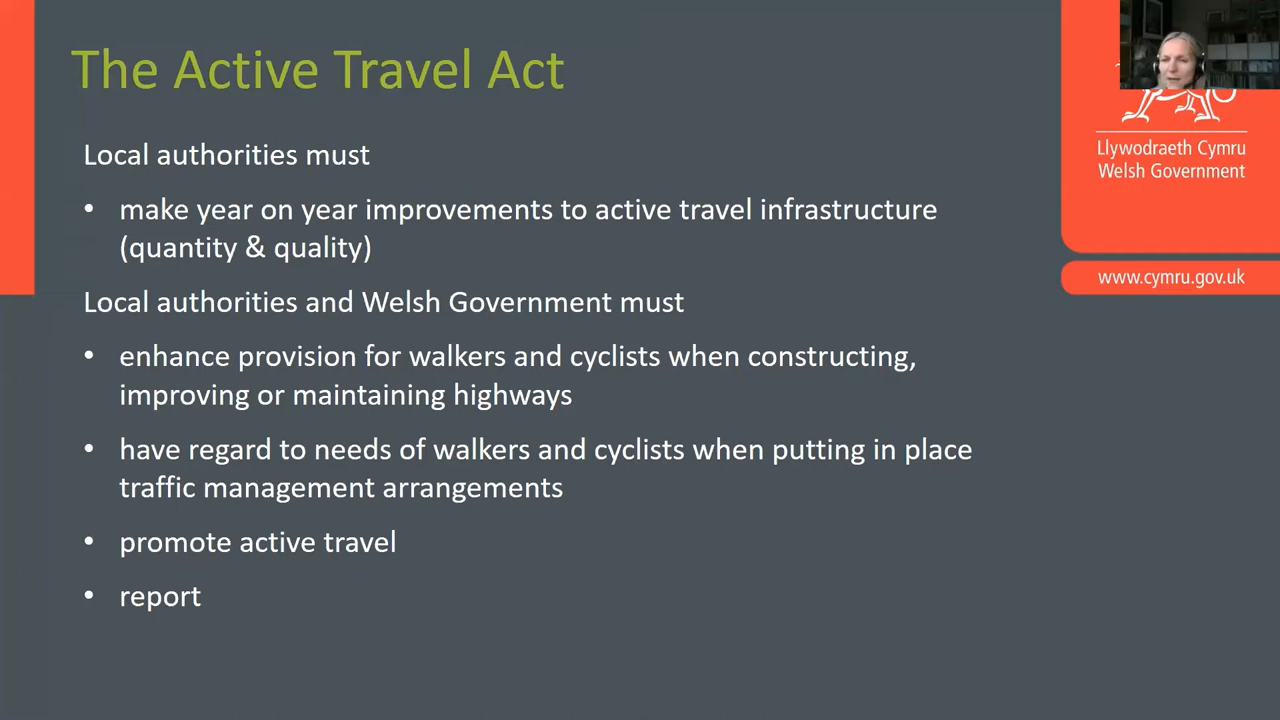 The Active Travel Act
Local authorities must
• make year on year improvements to active travel infrastructure
(quantity & quality)
Local authorities and Welsh Government must
• enhance provision for walkers and cyclists when constructing,
improving or maintaining highways
• have regard to needs of walkers and cyclists when putting in place
traffic management arrangements
• promote active travel
• report
Llywodraeth Cymru
Welsh Government
www.cymru.gov.uk